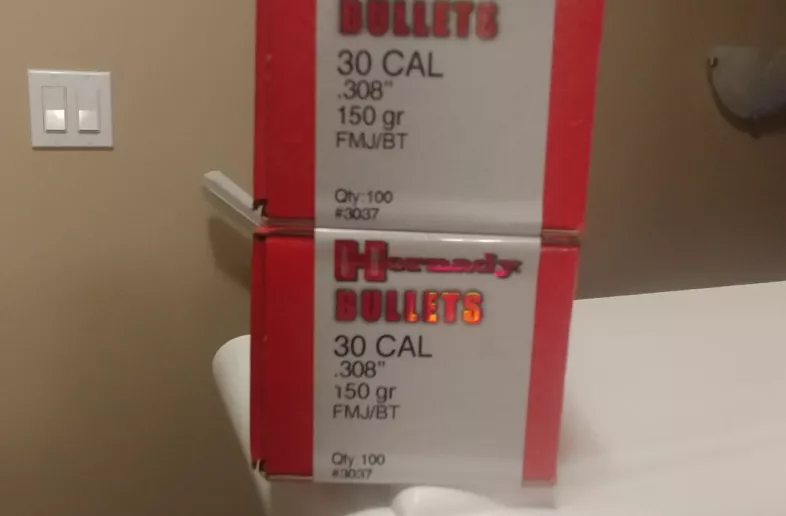 BULLETS
30 CAL
.308"
150 gr
FMJ/BT
Qty:100
#3037
Hornady
BULLETS
30 CAL
.308"
150 gr
FMJ/BT
Qty:100
#3037